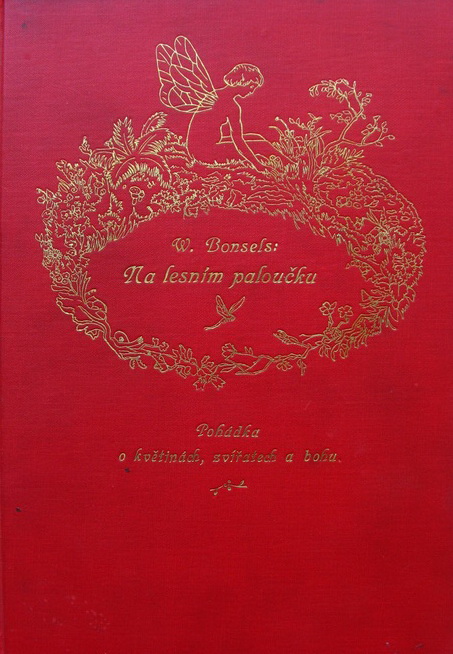 W. Bonsels:
Na lesním paloučku
Pohádka
o květinách, zvířatech a bohu.